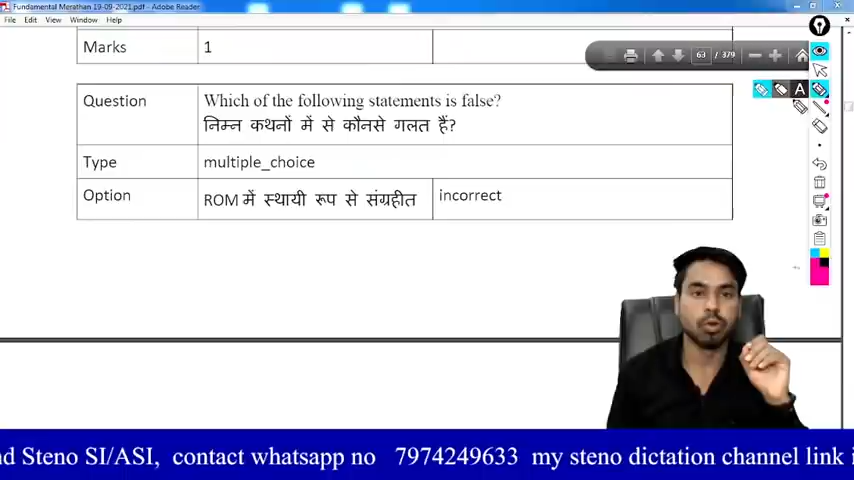 Fundamental Merathan 19-09-2021.pdf - Adobe Reader
File Edit View Window Help
63 / 379
Marks 1
Question Which of the following statements is false?
निम्न कथनों में से कौनसे गलत हैं?
Type multiple_choice
Option ROM में स्थायी रूप से संग्रहीत incorrect
A
nd Steno SI/ASI, contact whatsapp no 7974249633 my steno dictation channel link i